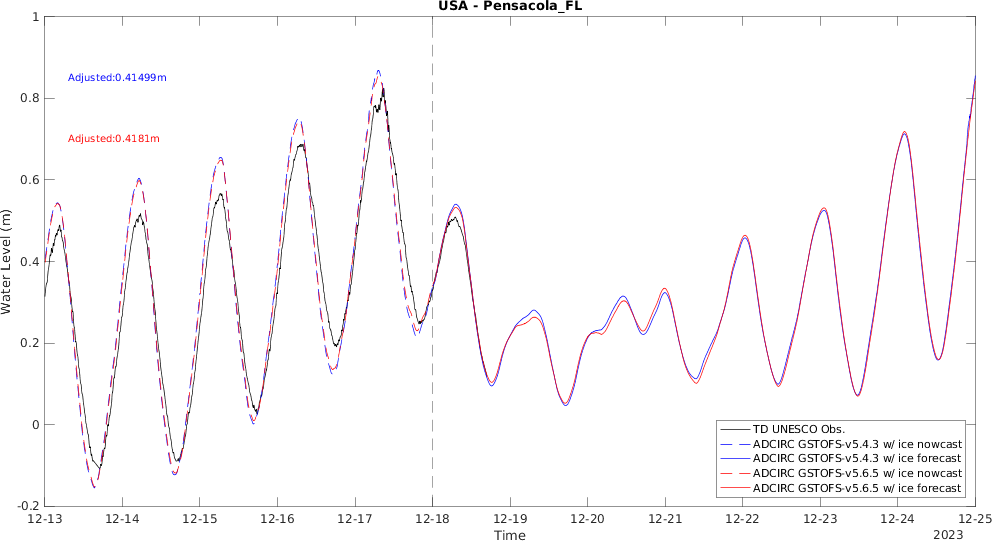 USA - Pensacola_FL
1
0.8
0.6
0.4
0.2
0
-0.2
Water Level (m)
Adjusted:0.41499m
Adjusted:0.4181m
TD UNESCO Obs.
ADCIRC GSTOFS-v5.4.3 w/ ice nowcast
ADCIRC GSTOFS-v5.4.3 w/ ice forecast
ADCIRC GSTOFS-v5.6.5 w/ ice nowcast
ADCIRC GSTOFS-v5.6.5 w/ ice forecast
12-13 12-14 12-15 12-16 12-17 12-18 12-19 12-20 12-21 12-22 12-23 12-24 12-25
Time
2023